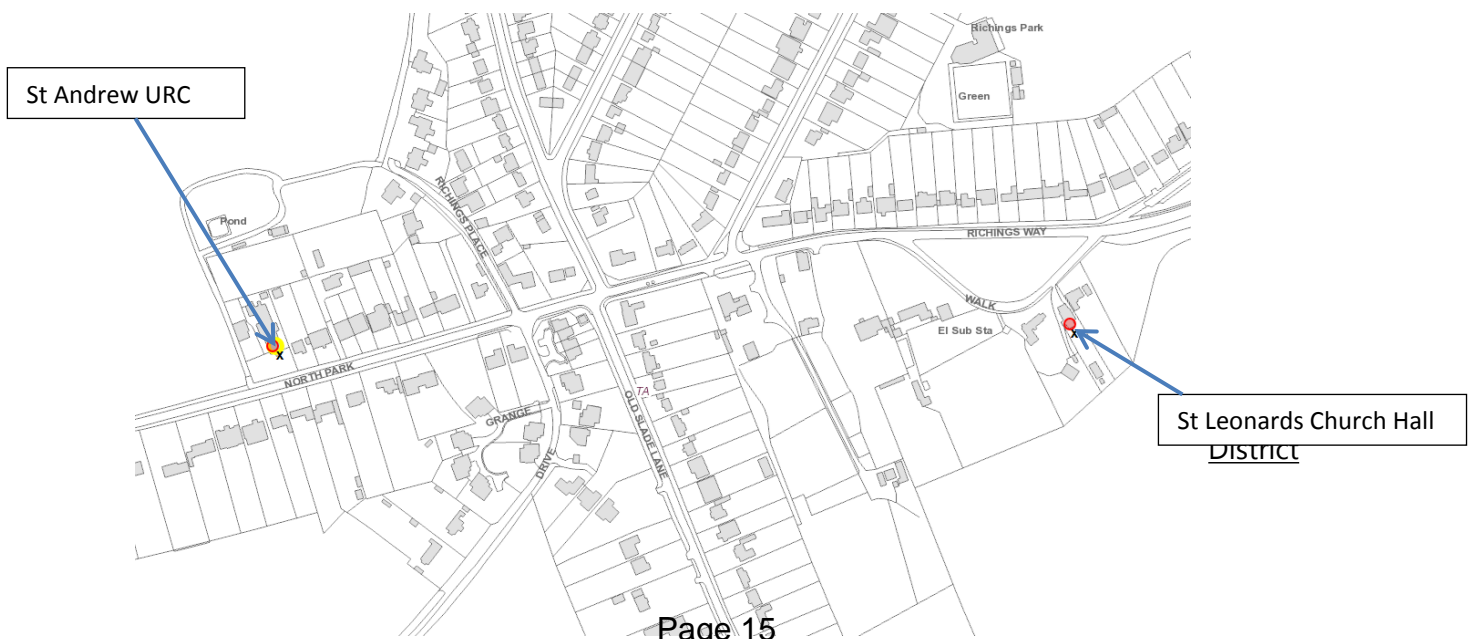 Richings Park
Green
St Andrew URC
Pond
RICHINGS PLACE
RICHINGS WAY
WALK
El Sub Sta
x
x
NORTH PARK
TA
OLD SLADE LANE
GRANGE
DRIVE
St Leonards Church Hall
District
Page 15